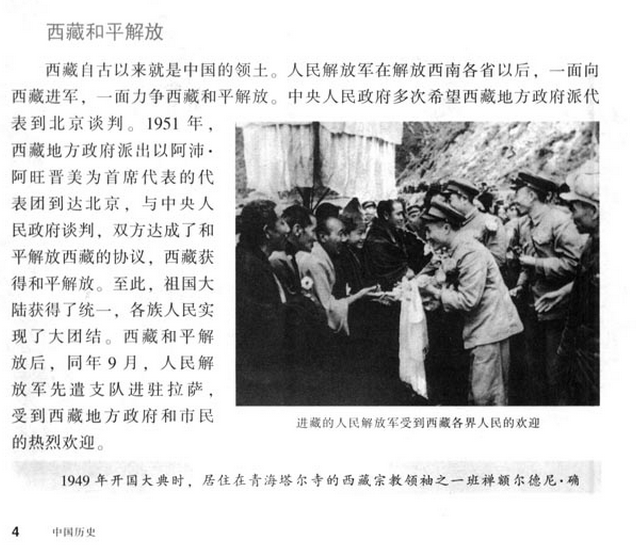 西藏和平解放
西藏自古以来就是中国的领土。人民解放军在解放西南各省以后，一面向
西藏进军，一面力争西藏和平解放。中央人民政府多次希望西藏地方政府派代
表到北京谈判。1951 年，
西藏地方政府派出以阿沛·
阿旺晋美为首席代表的代
表团到达北京，与中央人
民政府谈判，双方达成了和
平解放西藏的协议，西藏获
得和平解放。至此，祖国大
陆获得了统一，各族人民实
现了大团结。西藏和平解
放后，同年 9 月，人民解
放军先遣支队进驻拉萨，
受到西藏地方政府和市民
的热烈欢迎。
进藏的人民解放军受到西藏各界人民的欢迎
1949 年开国大典时，居住在青海塔尔寺的西藏宗教领袖之一班禅额尔德尼·确
4 中国历史